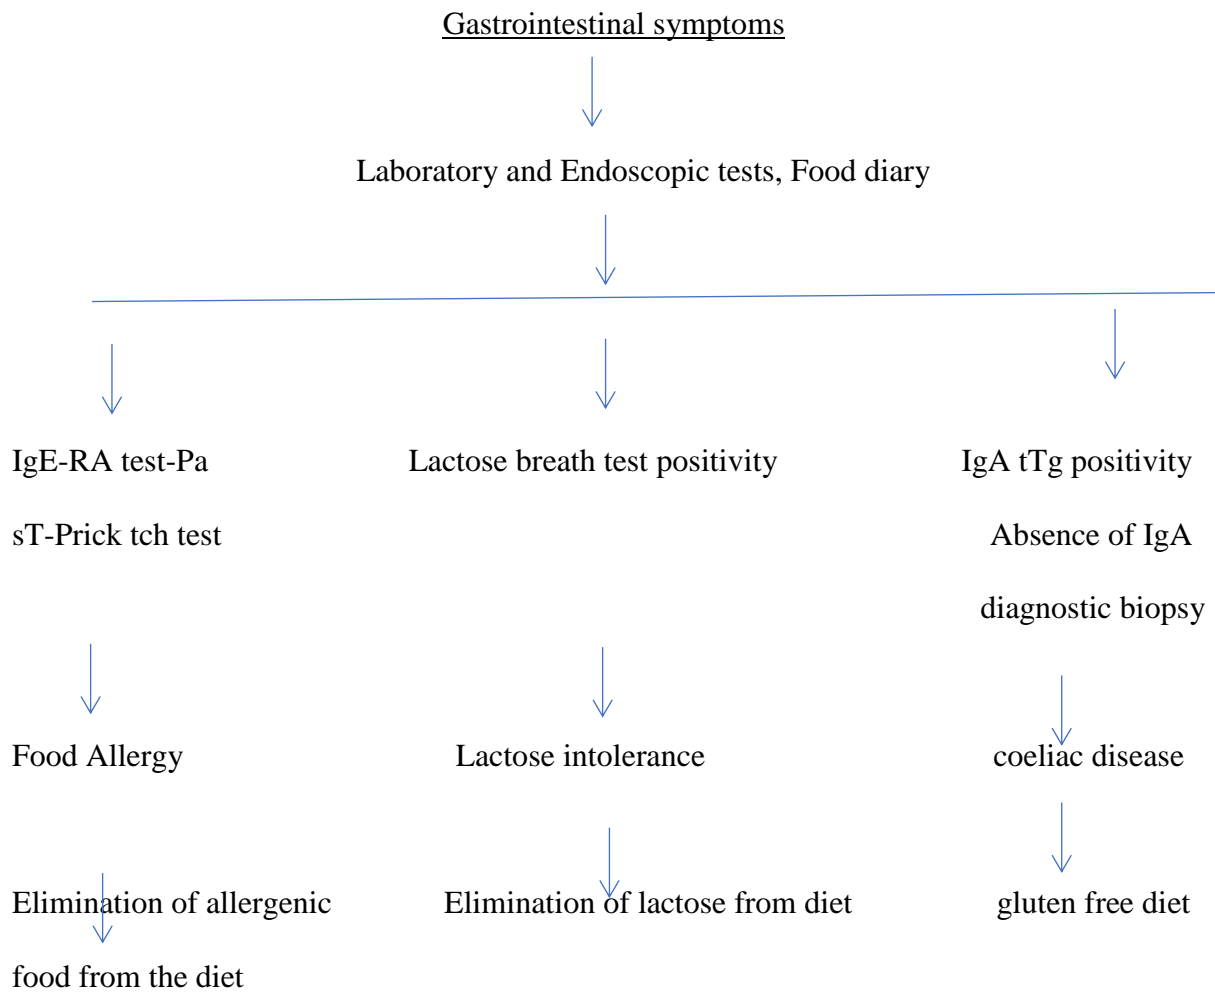 Gastrointestinal symptoms
Laboratory and Endoscopic tests, Food diary
IgE-RA test-Pa
sT-Prick tch test
Lactose breath test positivity
IgA tTg positivity
Absence of IgA
diagnostic biopsy
Food Allergy
Lactose intolerance
coeliac disease
Elimination of allergenic
food from the diet
Elimination of lactose from diet
gluten free diet